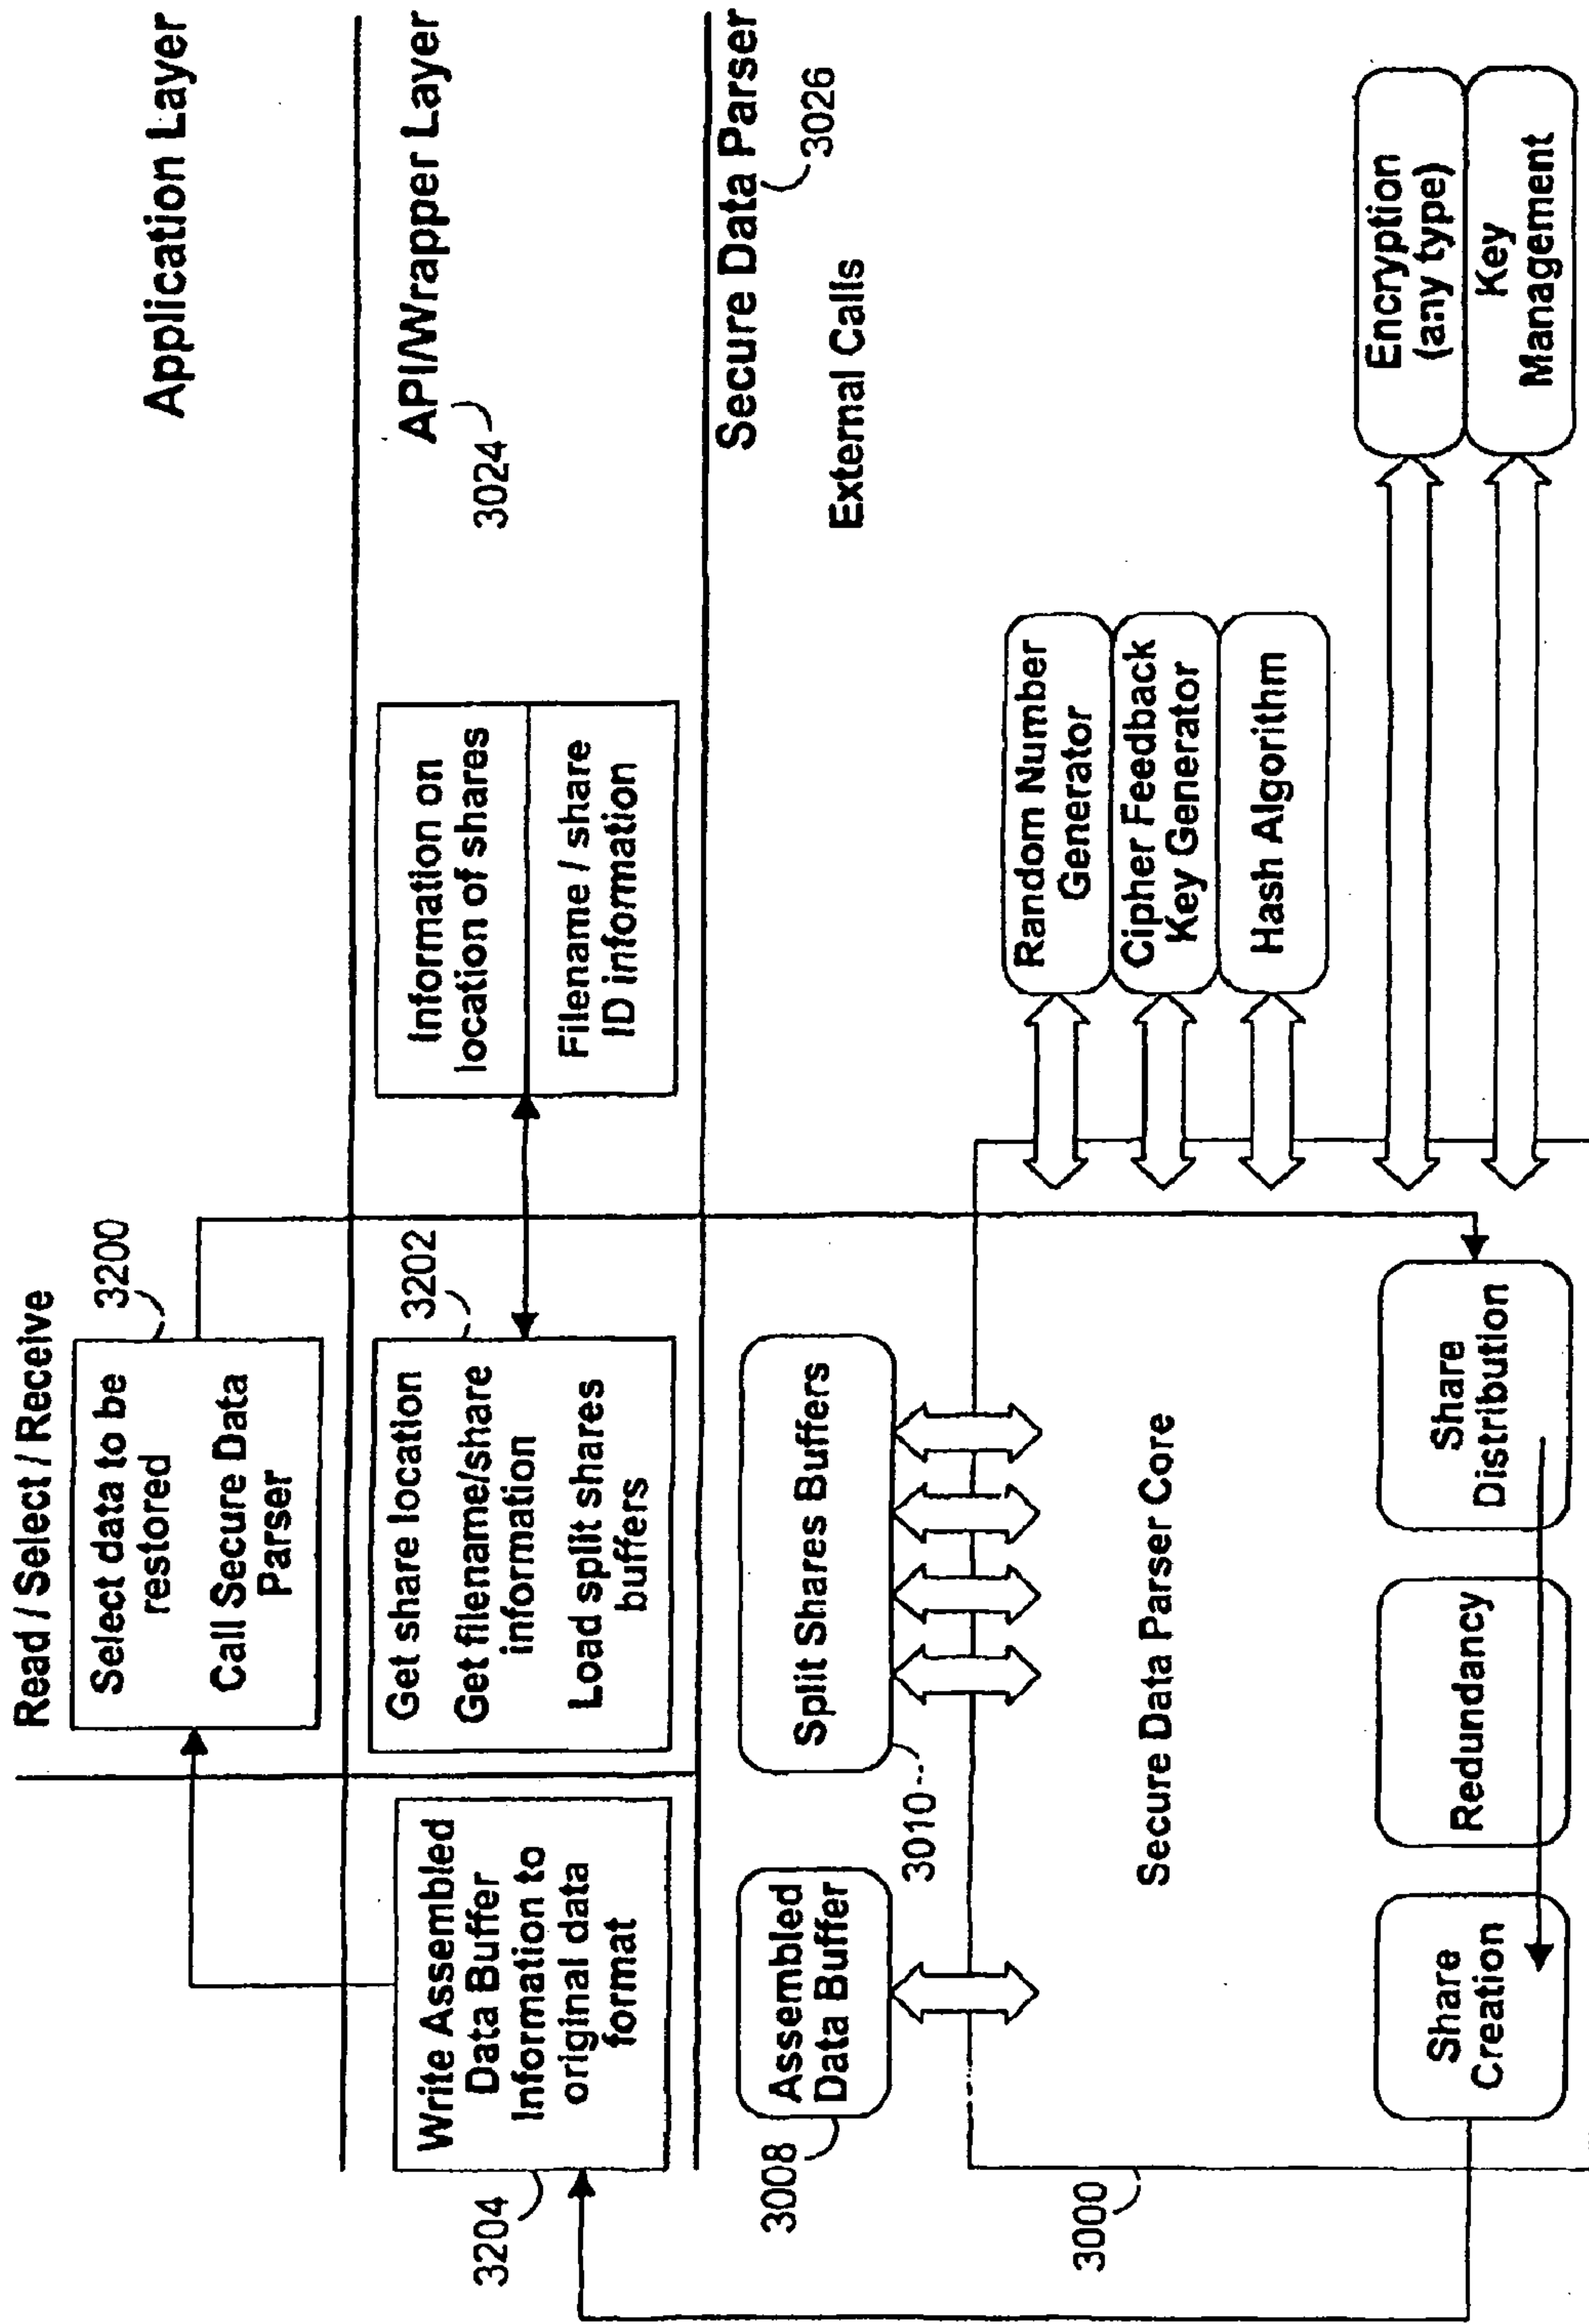 Read / Select / Receive
Application Layer
3200
Select data to be
restored
Call Secure Data
Parser
API/Wrapper Layer
3024
3204
Write Assembled
Data Buffer
Information to
original data
format
3202
Get share location
Get filename/share
information
Load split shares
buffers
Information on
location of shares
Filename / share
ID information
Secure Data Parser
3026
External Calls
3008
Assembled
Data Buffer
3010
Split Shares Buffers
3000
Secure Data Parser Core
Random Number
Generator
Cipher Feedback
Key Generator
Hash Algorithm
Share
Creation
Redundancy
Share
Distribution
Encryption
(any type)
Key
Management